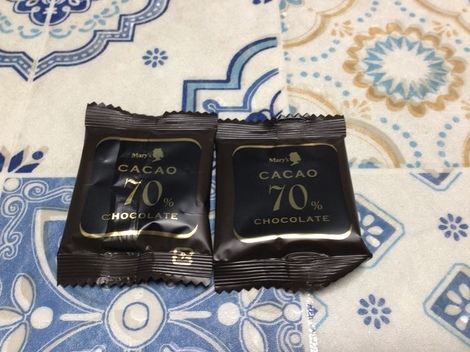 Mary's
CACAO
70%
CHOCOLATE
Mary's
CACAO
70%
CHOCOLATE